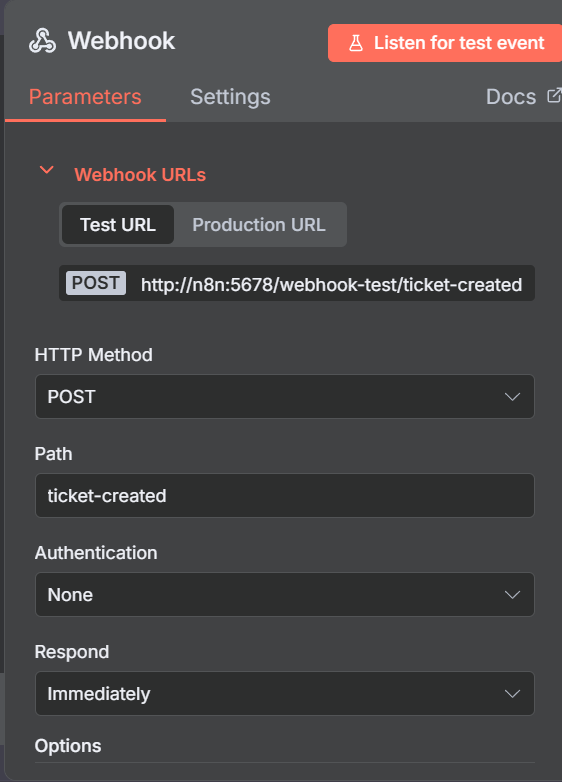 Webhook
Listen for test event
Parameters Settings Docs
Webhook URLs
Test URL Production URL
POST http://n8n:5678/webhook-test/ticket-created
HTTP Method
POST
Path
ticket-created
Authentication
None
Respond
Immediately
Options